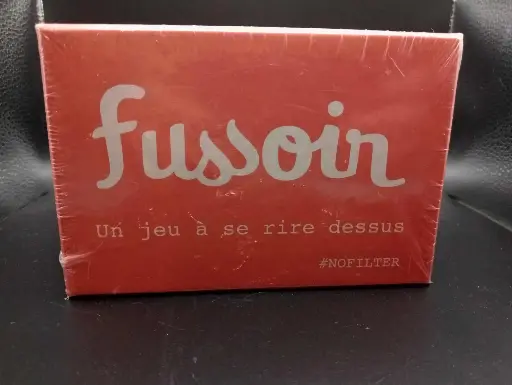 fussoir
Un jeu à se rire dessus
#NOFILTER